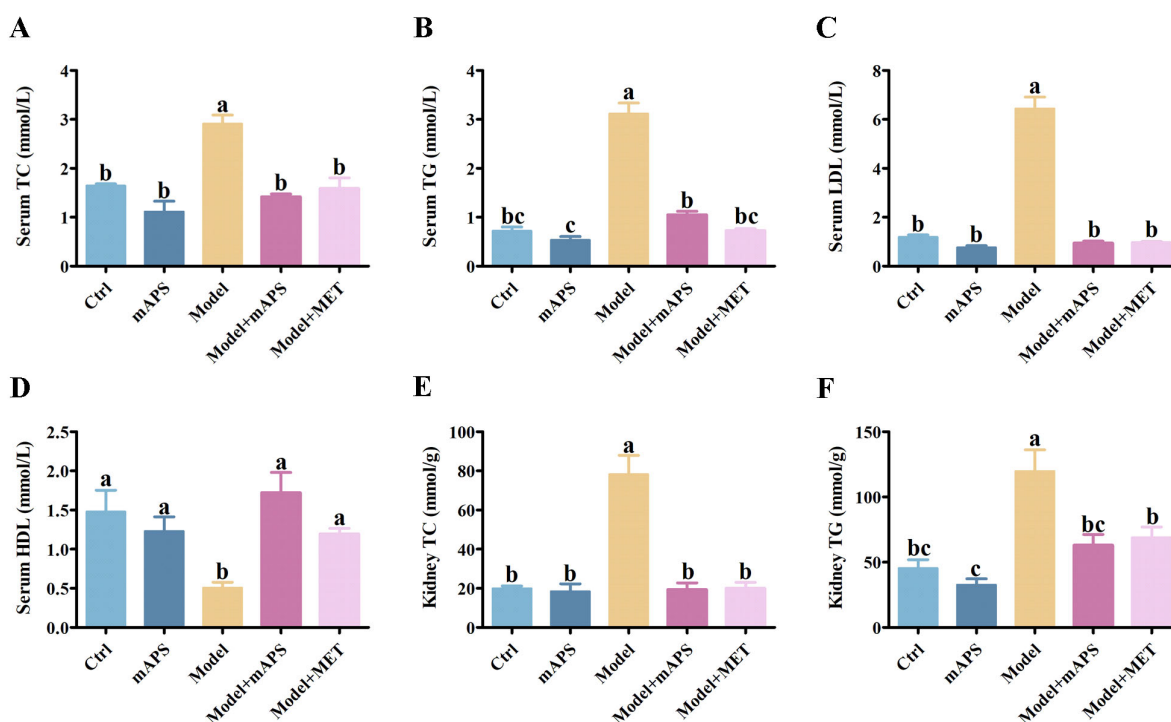 A
Serum TC (mmol/L)
4
3
2
1
0
b
b
a
b
b
Ctrl
mAPS
Model
Model+mAPS
Model+MET
B
Serum TG (mmol/L)
4
3
2
1
0
bc
c
a
b
bc
Ctrl
mAPS
Model
Model+mAPS
Model+MET
C
Serum LDL (mmol/L)
8
6
4
2
0
b
b
a
b
b
Ctrl
mAPS
Model
Model+mAPS
Model+MET
D
Serum HDL (mmol/L)
2.5
2.0
1.5
1.0
0.5
0.0
a
a
b
a
a
Ctrl
mAPS
Model
Model+mAPS
Model+MET
E
Kidney TC (mmol/g)
100
80
60
40
20
0
b
b
a
b
b
Ctrl
mAPS
Model
Model+mAPS
Model+MET
F
Kidney TG (mmol/g)
150
100
50
0
bc
c
a
bc
b
Ctrl
mAPS
Model
Model+mAPS
Model+MET